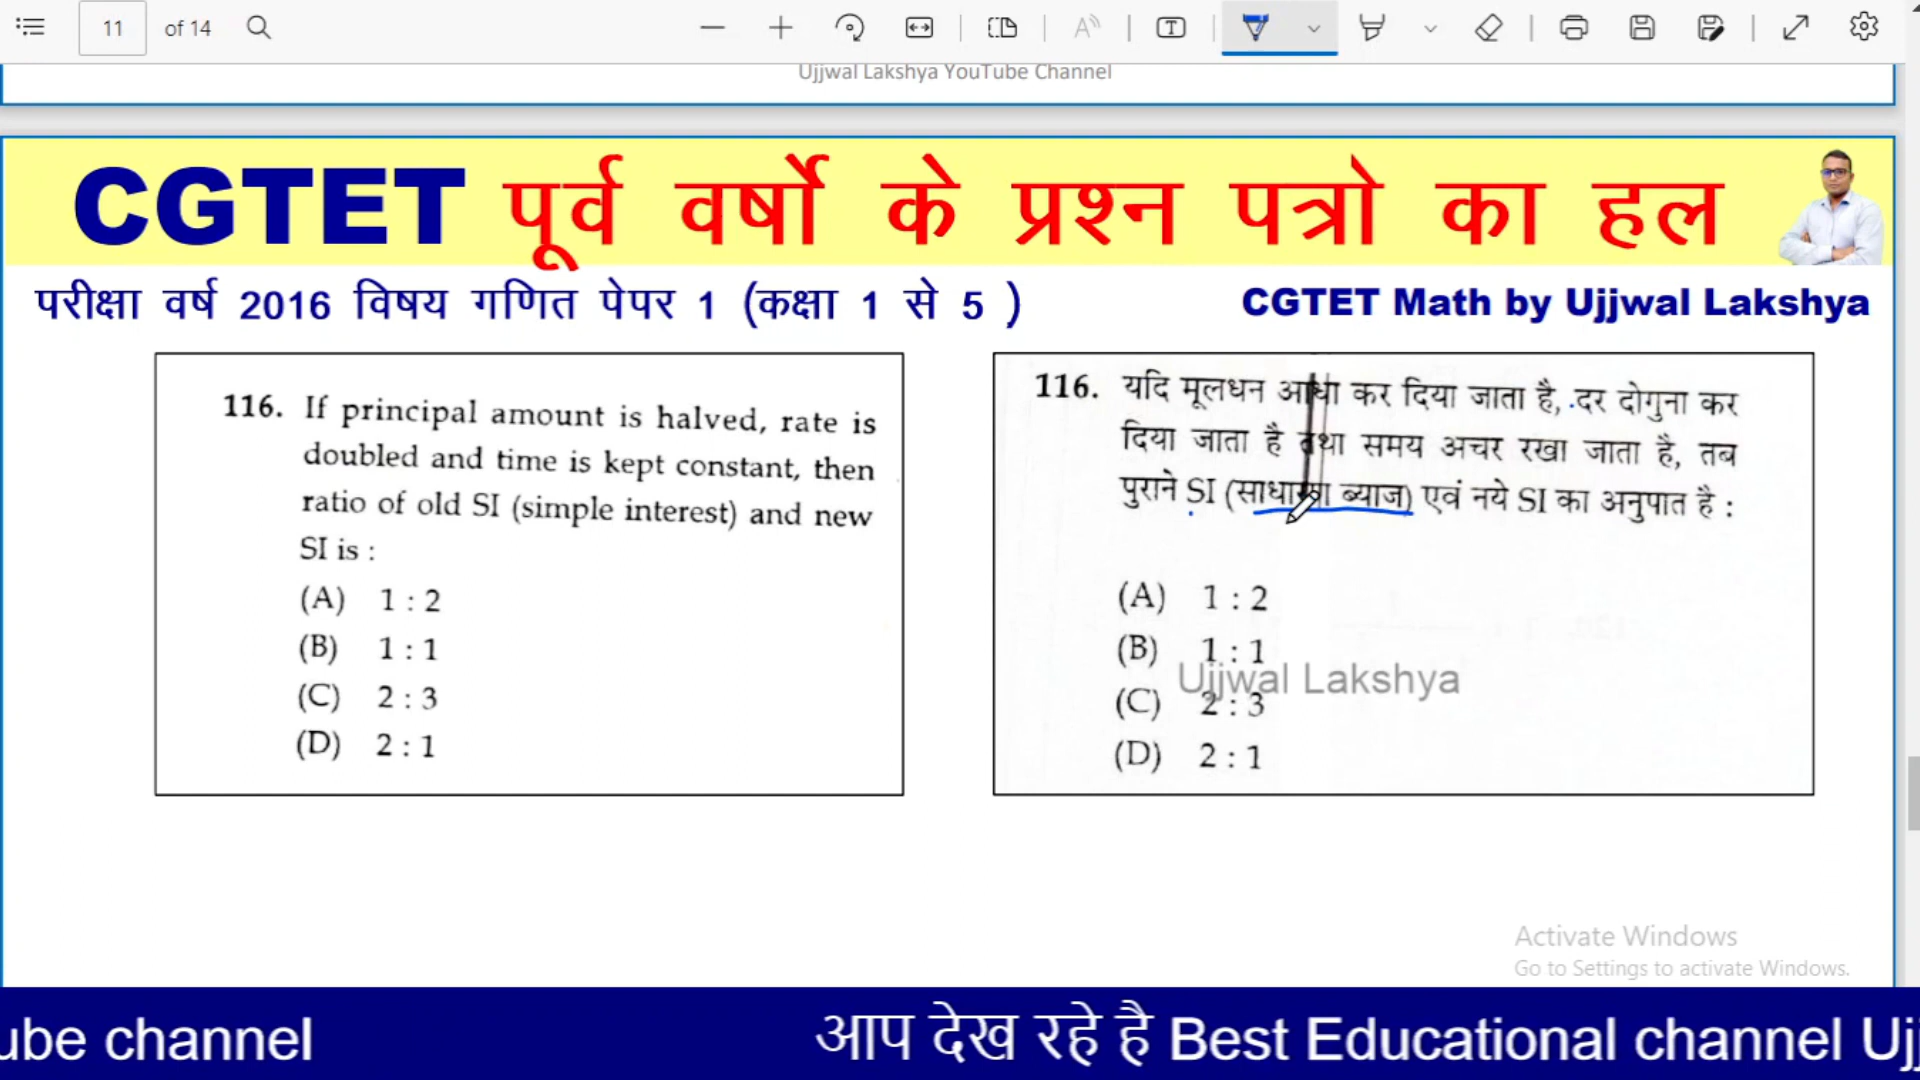 11 of 14
Ujjwal Lakshya YouTube Channel
CGTET पूर्व वर्षो के प्रश्न पत्रो का हल
परीक्षा वर्ष 2016 विषय गणित पेपर 1 (कक्षा 1 से 5 )
CGTET Math by Ujjwal Lakshya
116. If principal amount is halved, rate is
doubled and time is kept constant, then
ratio of old SI (simple interest) and new
SI is :
(A) 1 : 2
(B) 1 : 1
(C) 2 : 3
(D) 2 : 1
116. यदि मूलधन आधा कर दिया जाता है, दर दोगुना कर
दिया जाता है तथा समय अचर रखा जाता है, तब
पुराने SI (साधारण ब्याज) एवं नये SI का अनुपात है :
(A) 1 : 2
(B) 1 : 1
Ujjwal Lakshya
(C) 2 : 3
(D) 2 : 1
Activate Windows
Go to Settings to activate Windows.
ube channel
आप देख रहे है Best Educational channel Ujj